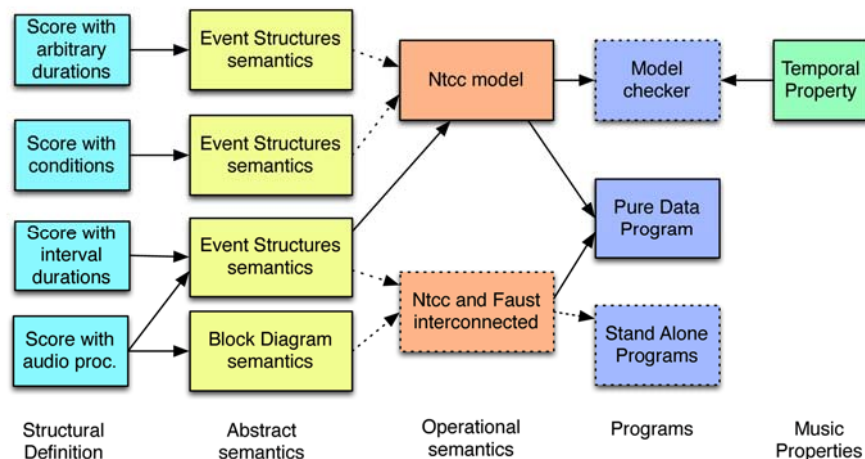 Score with
arbitrary
durations
Event Structures
semantics
Ntcc model
Model
checker
Temporal
Property
Score with
conditions
Event Structures
semantics
Score with
interval
durations
Event Structures
semantics
Pure Data
Program
Score with
audio proc.
Block Diagram
semantics
Ntcc and Faust
interconnected
Stand Alone
Programs
Structural
Definition
Abstract
semantics
Operational
semantics
Programs
Music
Properties